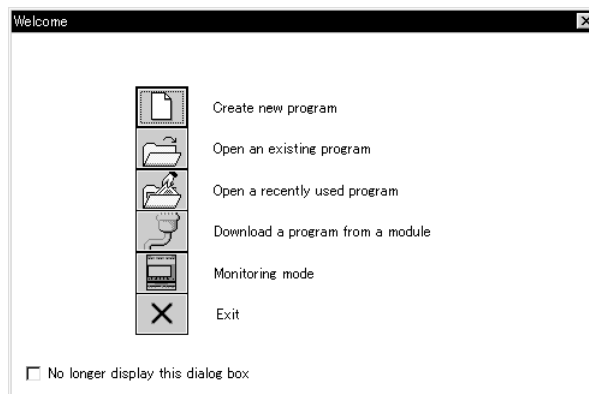 Welcome
Create new program
Open an existing program
Open a recently used program
Download a program from a module
Monitoring mode
Exit
No longer display this dialog box